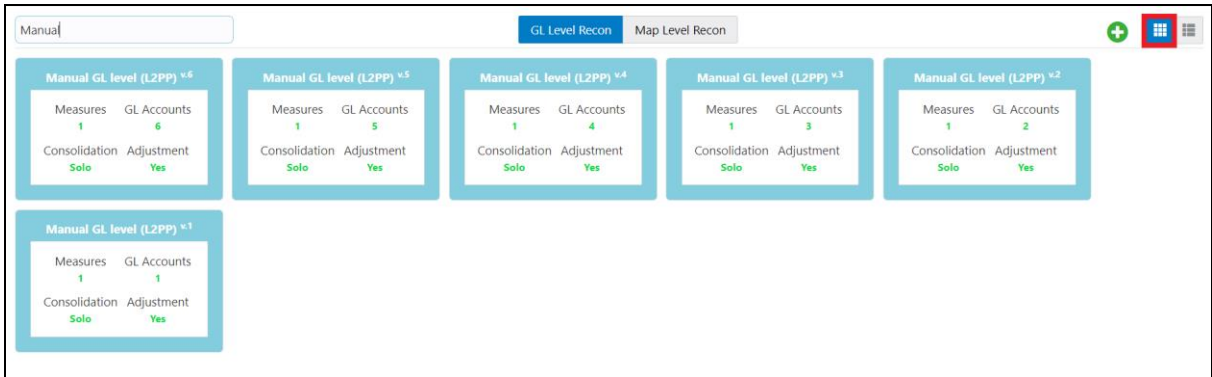 Manual
GL Level Recon Map Level Recon
Manual GL level (L2PP) v.6 Manual GL level (L2PP) v.5 Manual GL level (L2PP) v.4 Manual GL level (L2PP) v.3 Manual GL level (L2PP) v.2
Measures GL Accounts Measures GL Accounts Measures GL Accounts Measures GL Accounts Measures GL Accounts
1 6 1 5 1 4 1 3 1 2
Consolidation Adjustment Consolidation Adjustment Consolidation Adjustment Consolidation Adjustment Consolidation Adjustment
Solo Yes Solo Yes Solo Yes Solo Yes Solo Yes
Manual GL level (L2PP) v.1
Measures GL Accounts
1 1
Consolidation Adjustment
Solo Yes